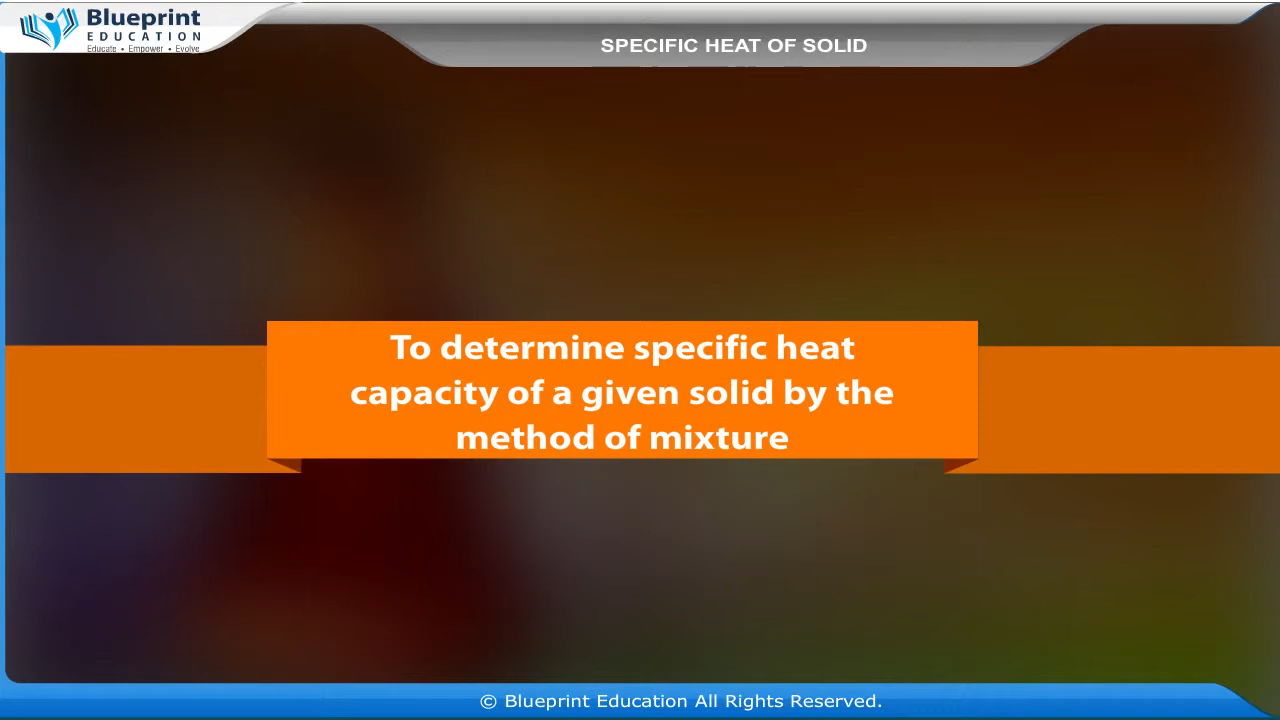 Blueprint
EDUCATION
Educate • Empower • Evolve
SPECIFIC HEAT OF SOLID
To determine specific heat
capacity of a given solid by the
method of mixture
© Blueprint Education All Rights Reserved.